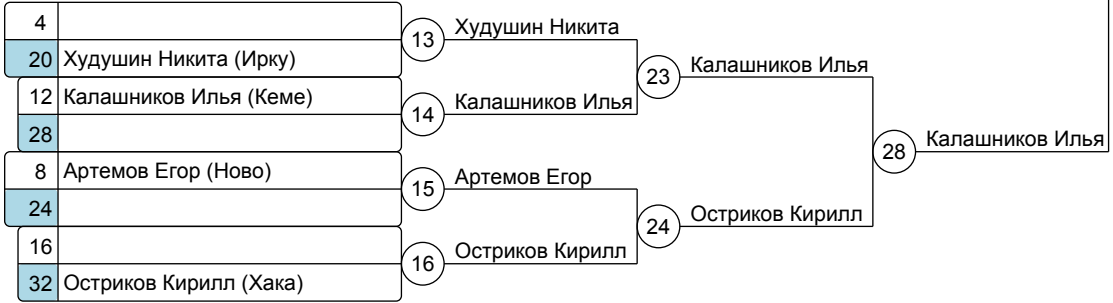 4
20 Худушин Никита (Ирку)
12 Калашников Илья (Кеме)
28
8 Артемов Егор (Ново)
24
16
32 Остриков Кирилл (Хака)
13 Худушин Никита
14 Калашников Илья
15 Артемов Егор
16 Остриков Кирилл
23 Калашников Илья
24 Остриков Кирилл
28 Калашников Илья